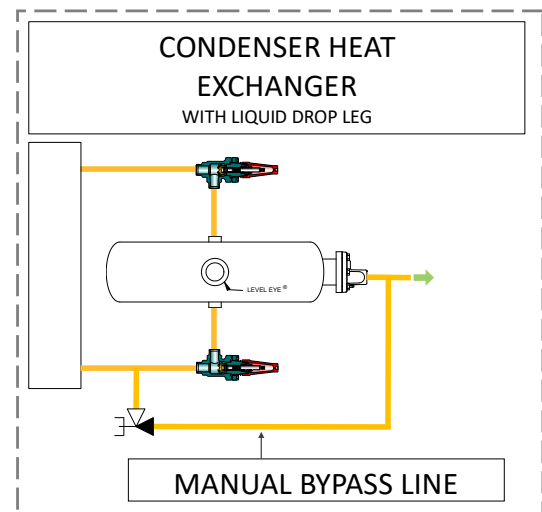 CONDENSER HEAT
EXCHANGER
WITH LIQUID DROP LEG
LEVEL EYE ®
MANUAL BYPASS LINE